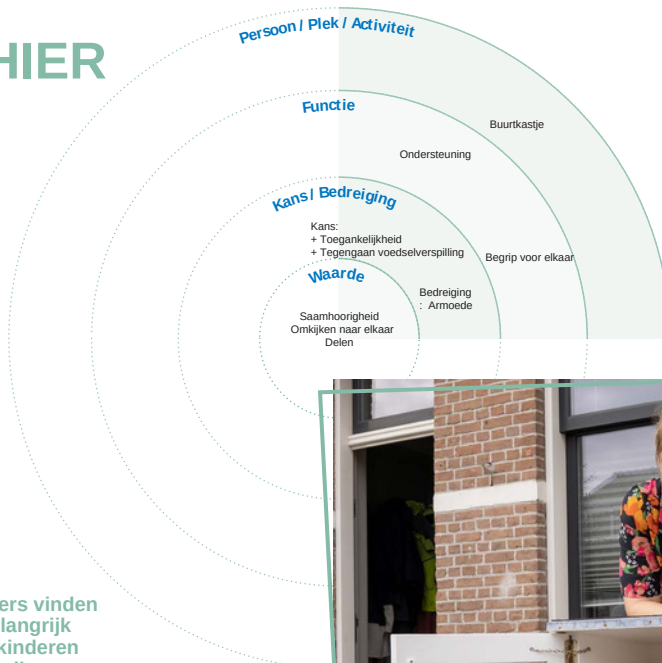 HIER
Persoon / Plek / Activiteit
Functie
Buurtkastje
Ondersteuning
Kans / Bedreiging
Kans:
+ Toegankelijkheid
+ Tegengaan voedselverspilling
Begrip voor elkaar
Waarde
Bedreiging
: Armoede
Saamhoorigheid
Omkijken naar elkaar
Delen
ers vinden
langrijk
kinderen